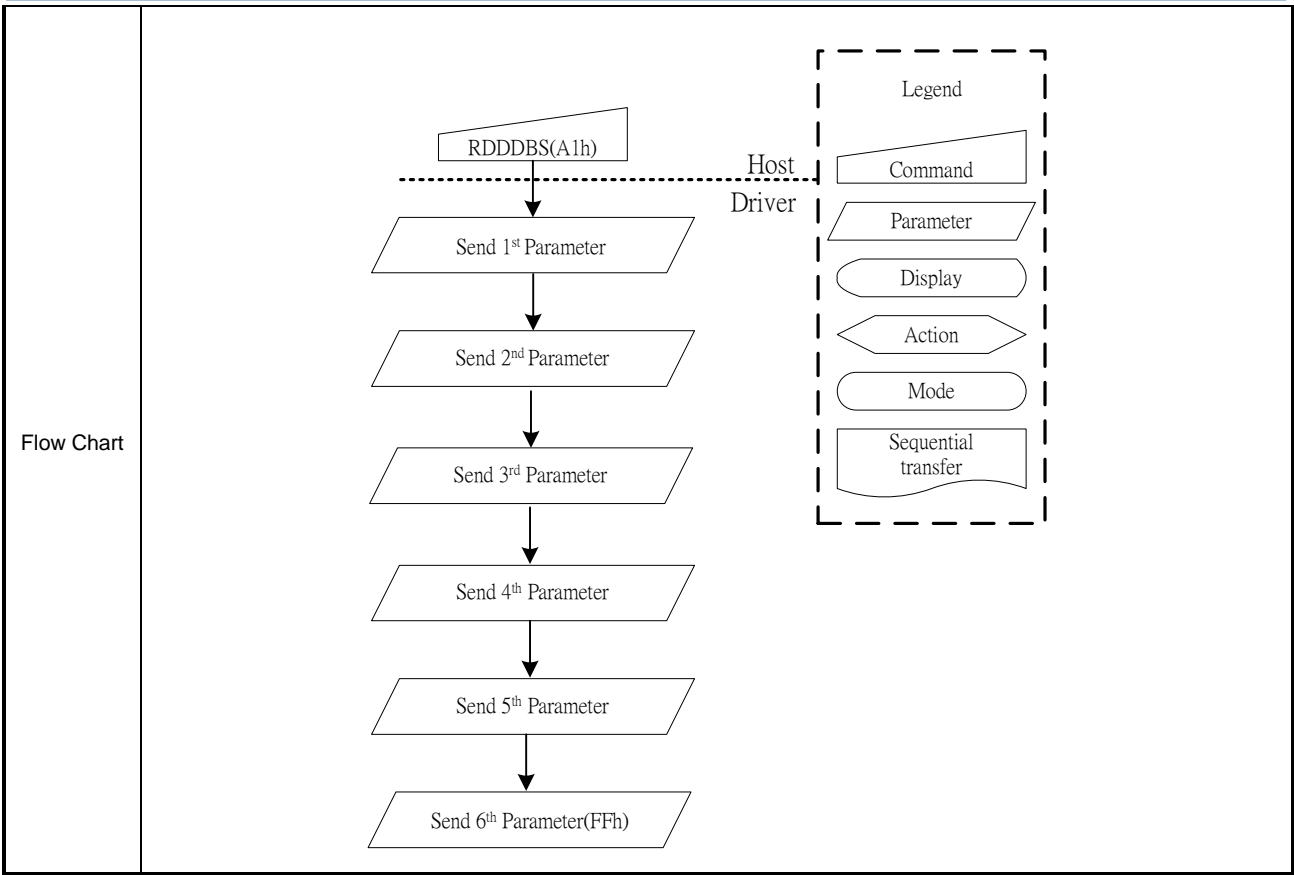 Flow Chart
RDDDBS(A1h)
Host
Driver
Send 1st Parameter
Send 2nd Parameter
Send 3rd Parameter
Send 4th Parameter
Send 5th Parameter
Send 6th Parameter(FFh)
Legend
Command
Parameter
Display
Action
Mode
Sequential
transfer